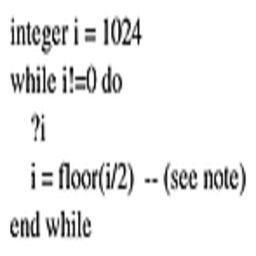 integer i = 1024
while i!=0 do
?i
i = floor(i/2) -- (see note)
end while